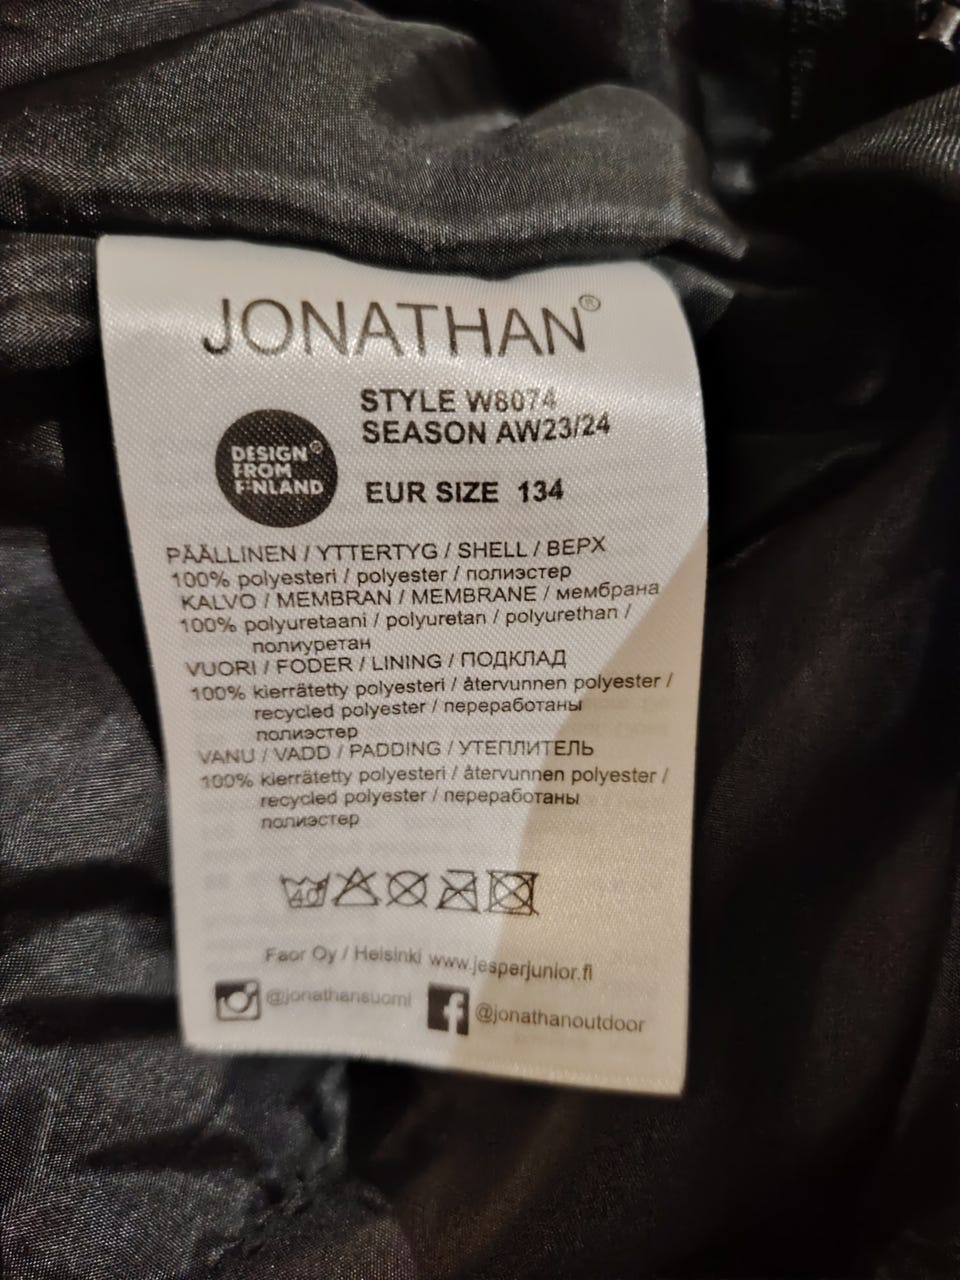 JONATHAN®
STYLE W8074
SEASON AW23/24
DESIGN®
FROM
FINLAND
EUR SIZE 134
PÄÄLLINEN / YTTERTYG / SHELL / ВЕРХ
100% polyesteri / polyester / полиэстер
KALVO / MEMBRAN / MEMBRANE / мембрана
100% polyuretaani / polyuretan / polyurethan /
полиуретан
VUORI / FODER / LINING / ПОДКЛАД
100% kierrätetty polyesteri / återvunnen polyester /
recycled polyester / переработаны
полиэстер
VANU / VADD / PADDING / УТЕПЛИТЕЛЬ
100% kierrätetty polyesteri / återvunnen polyester /
recycled polyester / переработаны
полиэстер
40
Faor Oy / Helsinki www.jesperjunior.fi
@jonathansuomi
@jonathanoutdoor